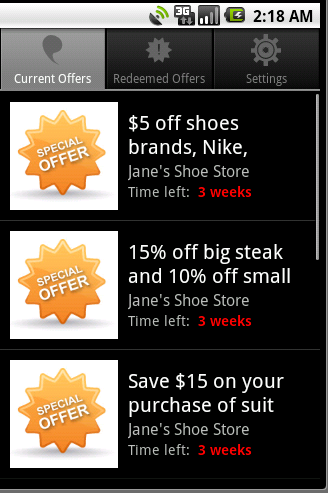 3G
2:18 AM
Current Offers
Redeemed Offers
Settings
SPECIAL
OFFER
$5 off shoes
brands, Nike,
Jane's Shoe Store
Time left: 3 weeks
SPECIAL
OFFER
15% off big steak
and 10% off small
Jane's Shoe Store
Time left: 3 weeks
SPECIAL
OFFER
Save $15 on your
purchase of suit
Jane's Shoe Store
Time left: 3 weeks